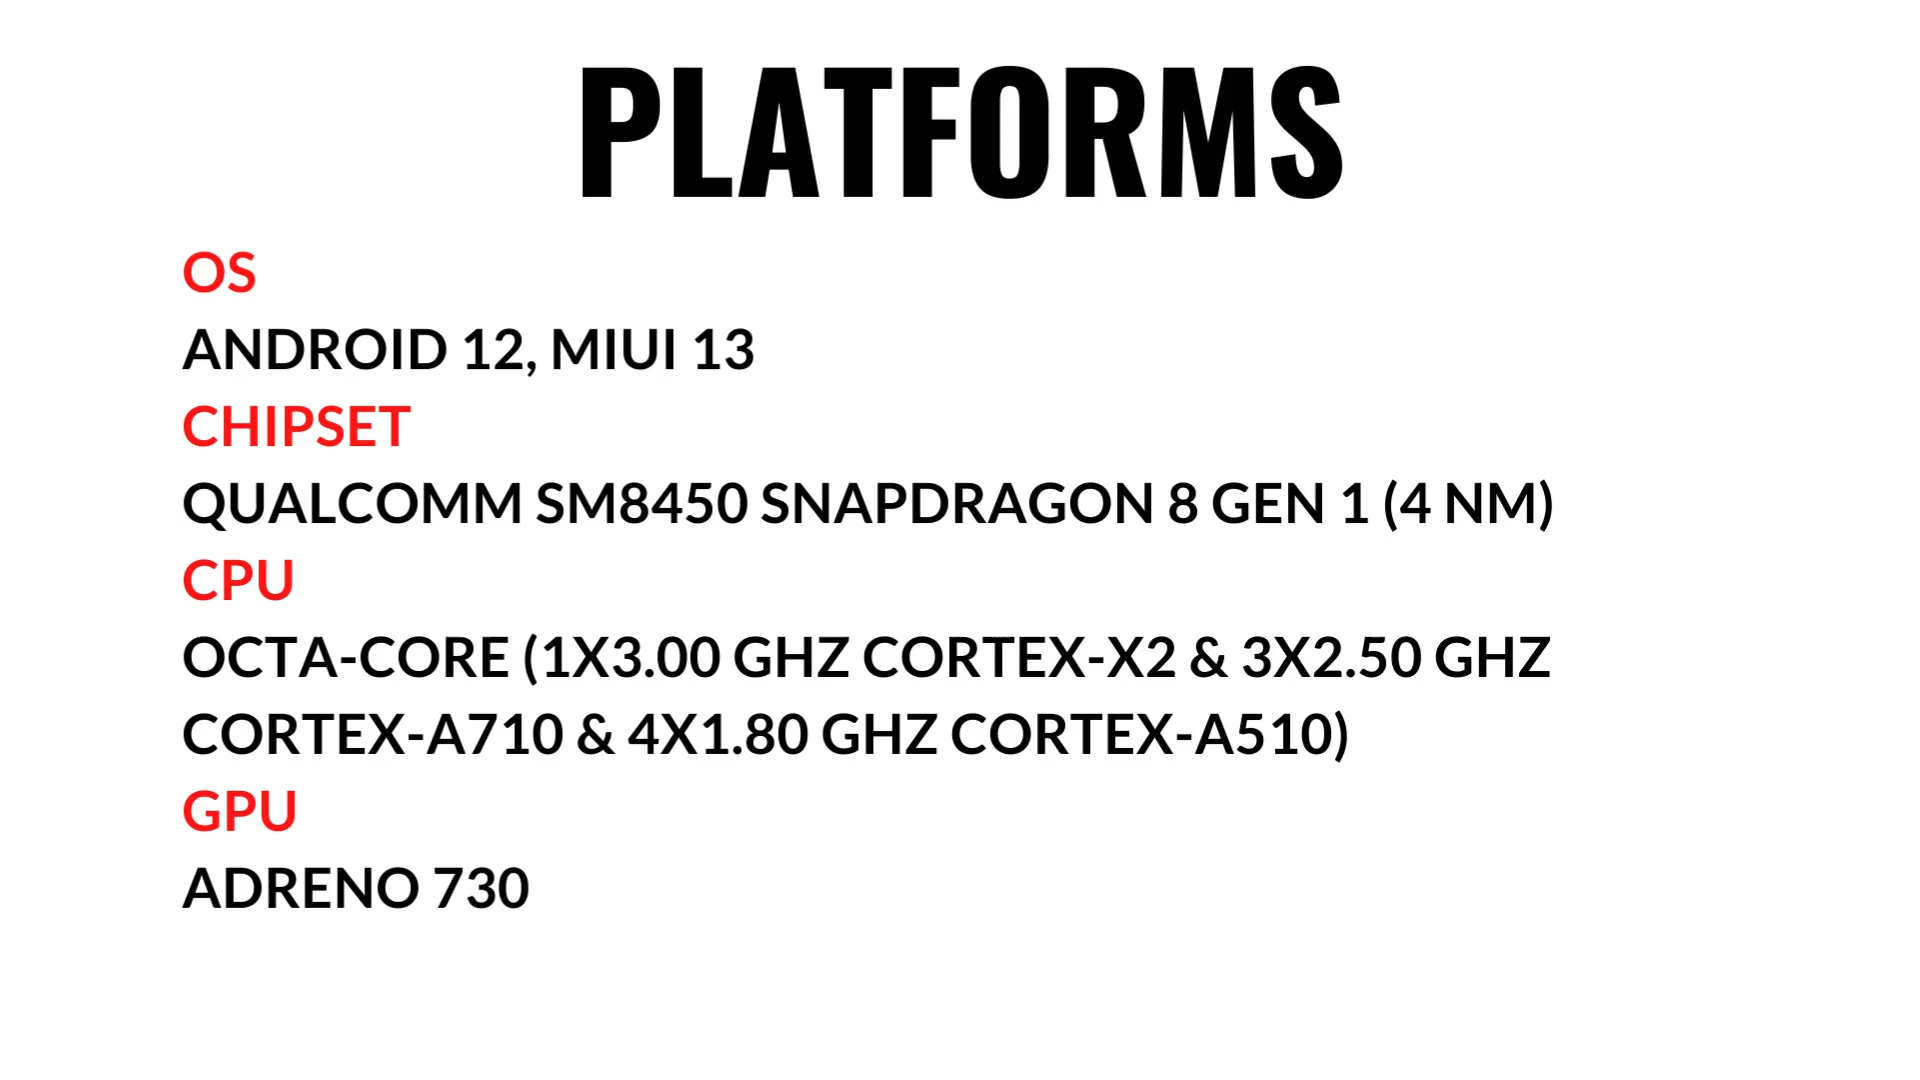 PLATFORMS
OS
ANDROID 12, MIUI 13
CHIPSET
QUALCOMM SM8450 SNAPDRAGON 8 GEN 1 (4 NM)
CPU
OCTA-CORE (1X3.00 GHZ CORTEX-X2 & 3X2.50 GHZ
CORTEX-A710 & 4X1.80 GHZ CORTEX-A510)
GPU
ADRENO 730